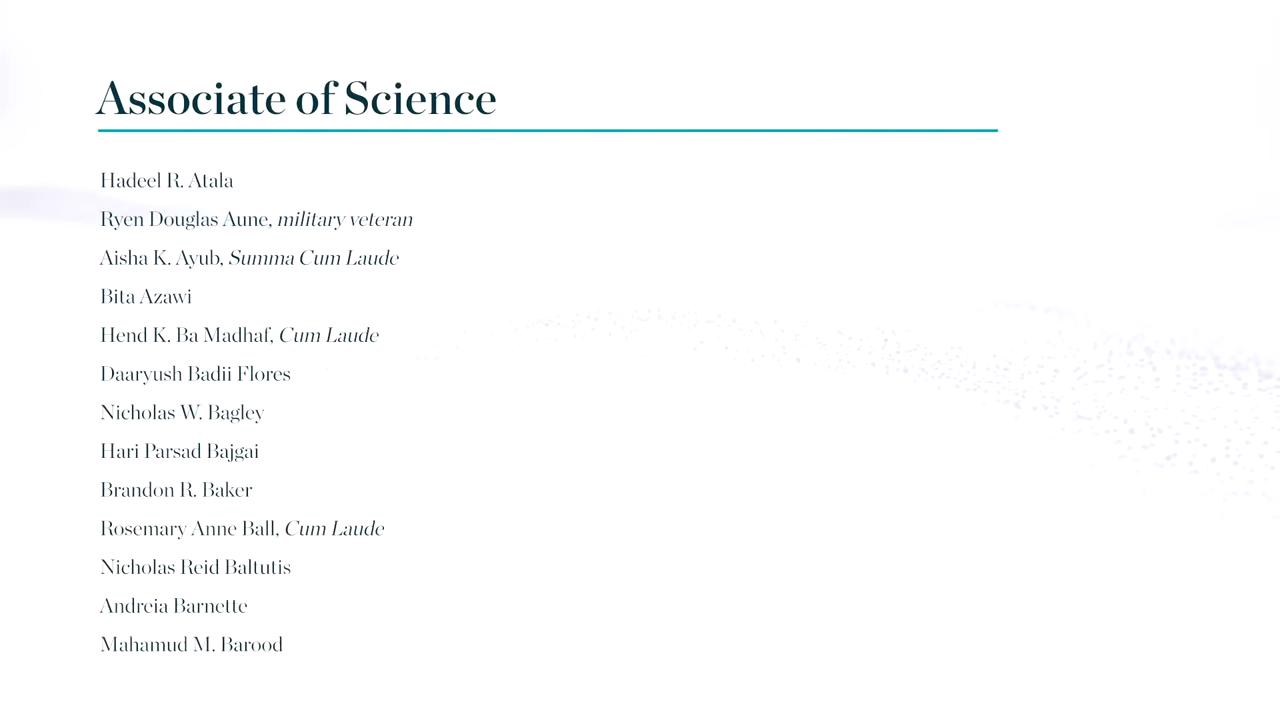 Associate of Science
Hadeel R. Atala
Ryen Douglas Aune, military veteran
Aisha K. Ayub, Summa Cum Laude
Bita Azawi
Hend K. Ba Madhaf, Cum Laude
Daaryush Badii Flores
Nicholas W. Bagley
Hari Parsad Bajgai
Brandon R. Baker
Rosemary Anne Ball, Cum Laude
Nicholas Reid Baltutis
Andreia Barnette
Mahamud M. Barood